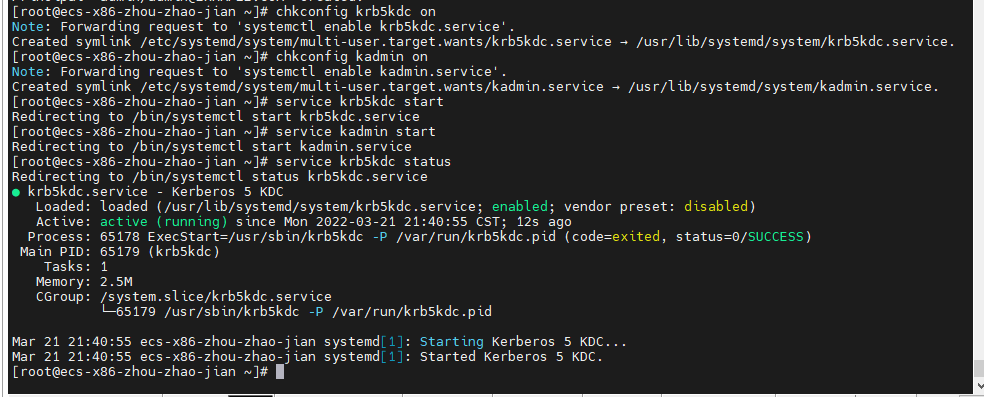 [root@ecs-x86-zhou-zhao-jian ~]# chkconfig krb5kdc on
Note: Forwarding request to 'systemctl enable krb5kdc.service'.
Created symlink /etc/systemd/system/multi-user.target.wants/krb5kdc.service → /usr/lib/systemd/system/krb5kdc.service.
[root@ecs-x86-zhou-zhao-jian ~]# chkconfig kadmin on
Note: Forwarding request to 'systemctl enable kadmin.service'.
Created symlink /etc/systemd/system/multi-user.target.wants/kadmin.service → /usr/lib/systemd/system/kadmin.service.
[root@ecs-x86-zhou-zhao-jian ~]# service krb5kdc start
Redirecting to /bin/systemctl start krb5kdc.service
[root@ecs-x86-zhou-zhao-jian ~]# service kadmin start
Redirecting to /bin/systemctl start kadmin.service
[root@ecs-x86-zhou-zhao-jian ~]# service krb5kdc status
Redirecting to /bin/systemctl status krb5kdc.service
● krb5kdc.service - Kerberos 5 KDC
Loaded: loaded (/usr/lib/systemd/system/krb5kdc.service; enabled; vendor preset: disabled)
Active: active (running) since Mon 2022-03-21 21:40:55 CST; 12s ago
Process: 65178 ExecStart=/usr/sbin/krb5kdc -P /var/run/krb5kdc.pid (code=exited, status=0/SUCCESS)
Main PID: 65179 (krb5kdc)
Tasks: 1
Memory: 2.5M
CGroup: /system.slice/krb5kdc.service
└─65179 /usr/sbin/krb5kdc -P /var/run/krb5kdc.pid
Mar 21 21:40:55 ecs-x86-zhou-zhao-jian systemd[1]: Starting Kerberos 5 KDC...
Mar 21 21:40:55 ecs-x86-zhou-zhao-jian systemd[1]: Started Kerberos 5 KDC.
[root@ecs-x86-zhou-zhao-jian ~]#